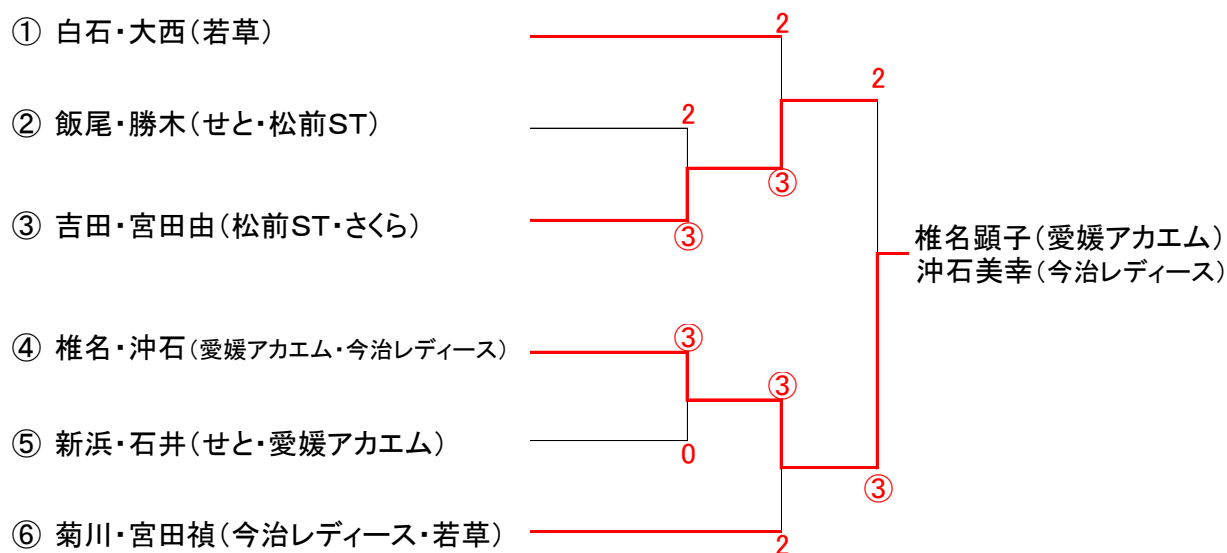 ① 白石・大西(若草)
2
2
② 飯尾・勝木(せと・松前ST)
2
③
③ 吉田・宮田由(松前ST・さくら)
③
椎名顕子(愛媛アカエム)
沖石美幸(今治レディース)
④ 椎名・沖石(愛媛アカエム・今治レディース)
③
③
⑤ 新浜・石井(せと・愛媛アカエム)
0
③
⑥ 菊川・宮田禎(今治レディース・若草)
2